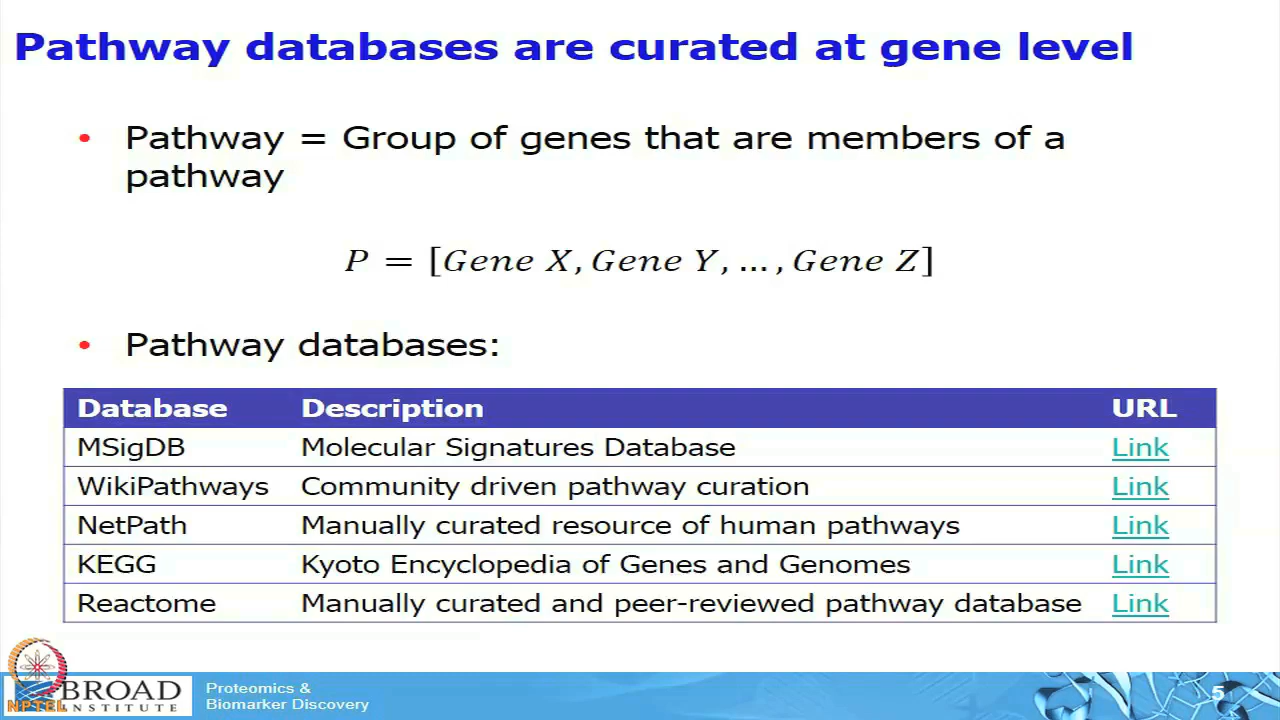 Pathway databases are curated at gene level
• Pathway = Group of genes that are members of a
pathway
P = [Gene X, Gene Y, ... , Gene Z]
• Pathway databases:
Database Description URL
MSigDB Molecular Signatures Database Link
WikiPathways Community driven pathway curation Link
NetPath Manually curated resource of human pathways Link
KEGG Kyoto Encyclopedia of Genes and Genomes Link
Reactome Manually curated and peer-reviewed pathway database Link
NPTEL
BROAD
INSTITUTE
Proteomics &
Biomarker Discovery
5